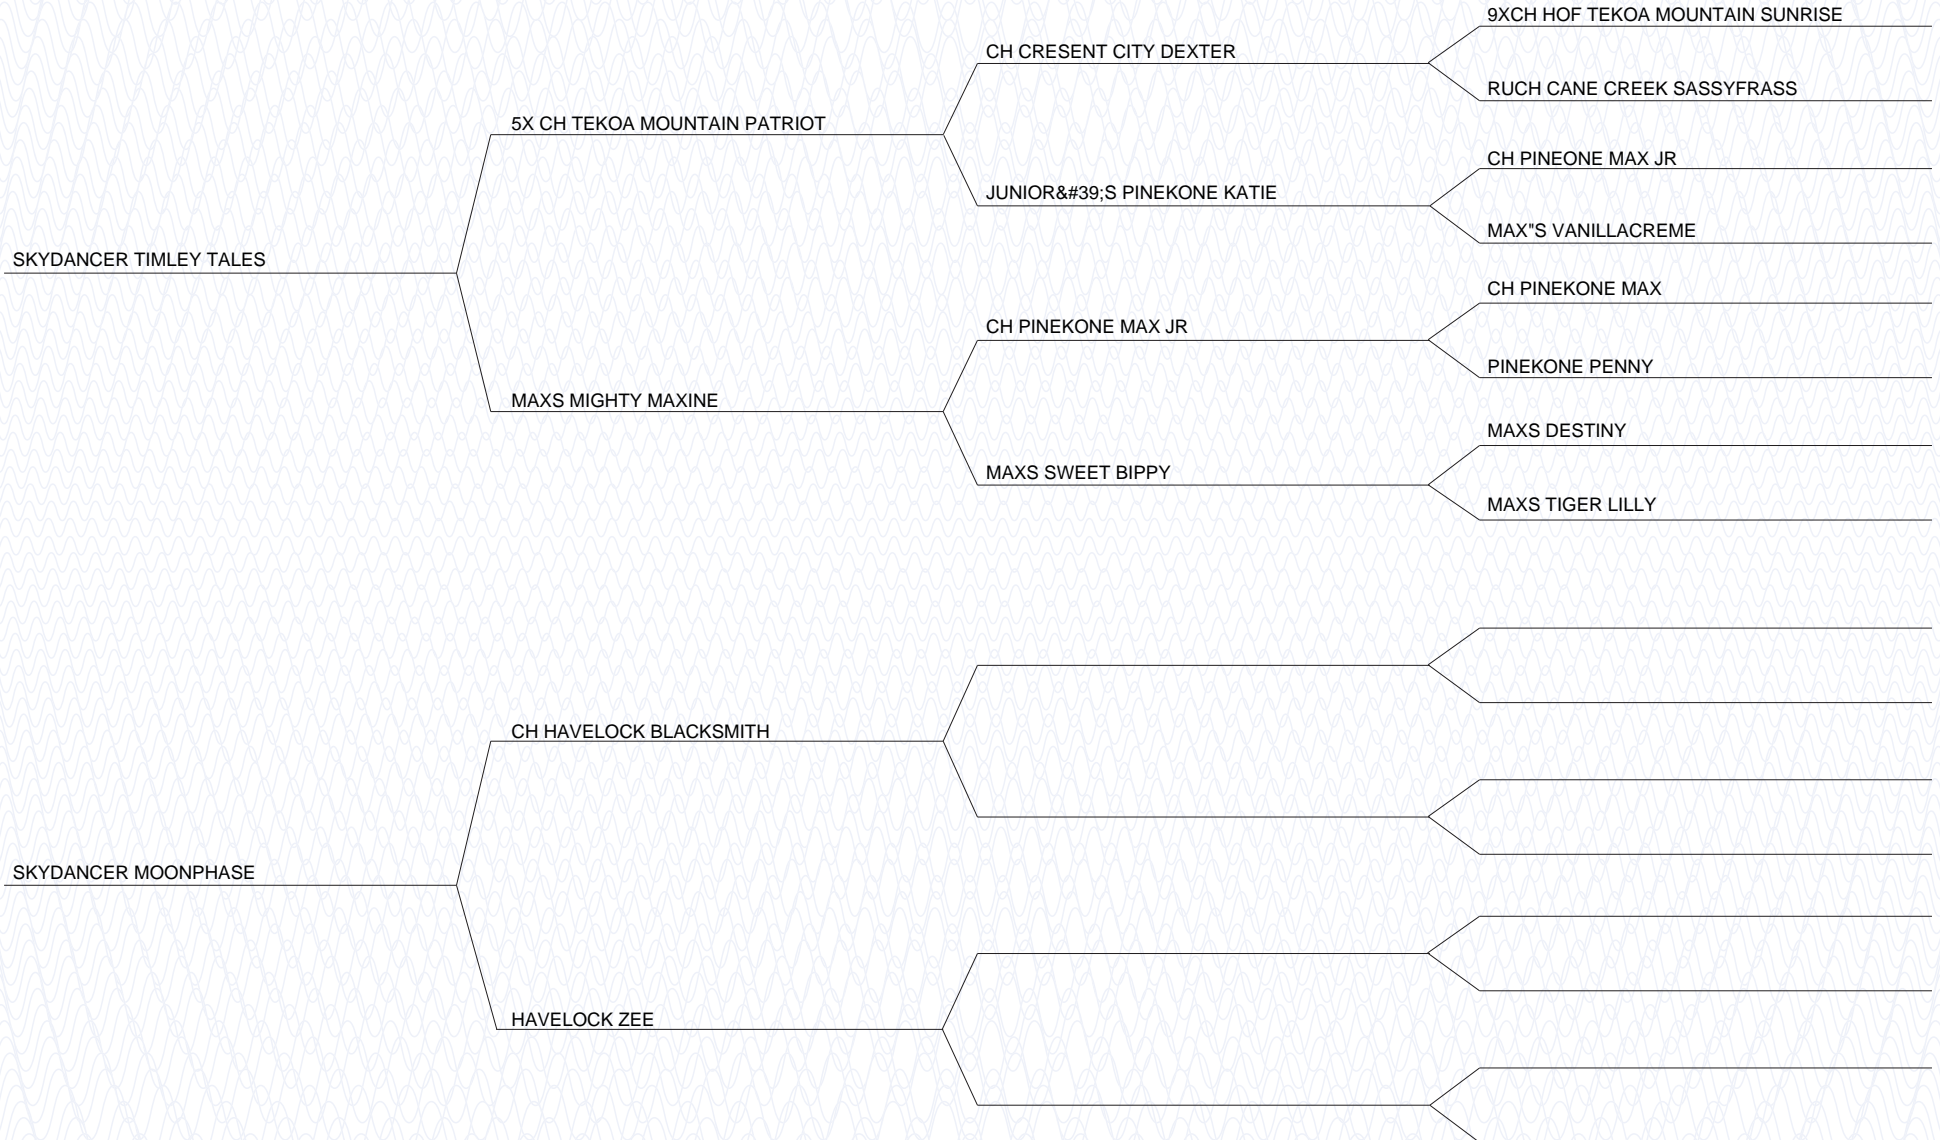 9XCH HOF TEKOA MOUNTAIN SUNRISE
CH CRESENT CITY DEXTER
RUCH CANE CREEK SASSYFRASS
5X CH TEKOA MOUNTAIN PATRIOT
CH PINEONE MAX JR
JUNIOR&#39;S PINEKONE KATIE
MAX"S VANILLACREME
SKYDANCER TIMLEY TALES
CH PINEKONE MAX
CH PINEKONE MAX JR
PINEKONE PENNY
MAXS MIGHTY MAXINE
MAXS DESTINY
MAXS SWEET BIPPY
MAXS TIGER LILLY
CH HAVELOCK BLACKSMITH
SKYDANCER MOONPHASE
HAVELOCK ZEE